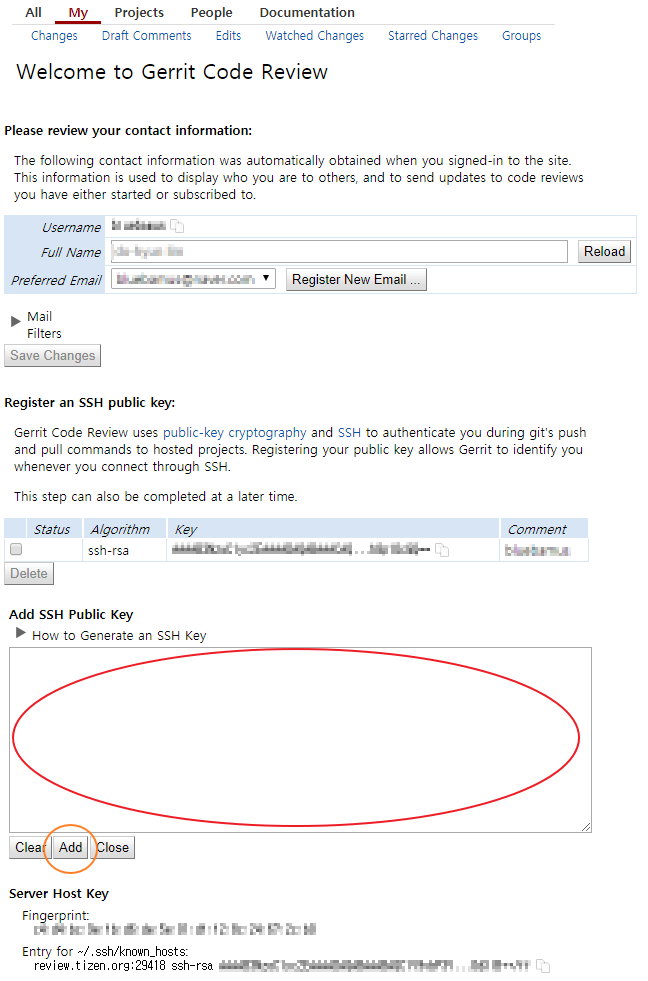 All My Projects People Documentation
Changes Draft Comments Edits Watched Changes Starred Changes Groups
Welcome to Gerrit Code Review
Please review your contact information:
The following contact information was automatically obtained when you signed-in to the site.
This information is used to display who you are to others, and to send updates to code reviews
you have either started or subscribed to.
Username
Full Name Reload
Preferred Email Register New Email ...
Mail
Filters
Save Changes
Register an SSH public key:
Gerrit Code Review uses public-key cryptography and SSH to authenticate you during git's push
and pull commands to hosted projects. Registering your public key allows Gerrit to identify you
whenever you connect through SSH.
This step can also be completed at a later time.
Status Algorithm Key Comment
ssh-rsa
Delete
Add SSH Public Key
How to Generate an SSH Key
Clear Add Close
Server Host Key
Fingerprint:
Entry for ~/.ssh/known_hosts:
review.tizen.org:29418 ssh-rsa